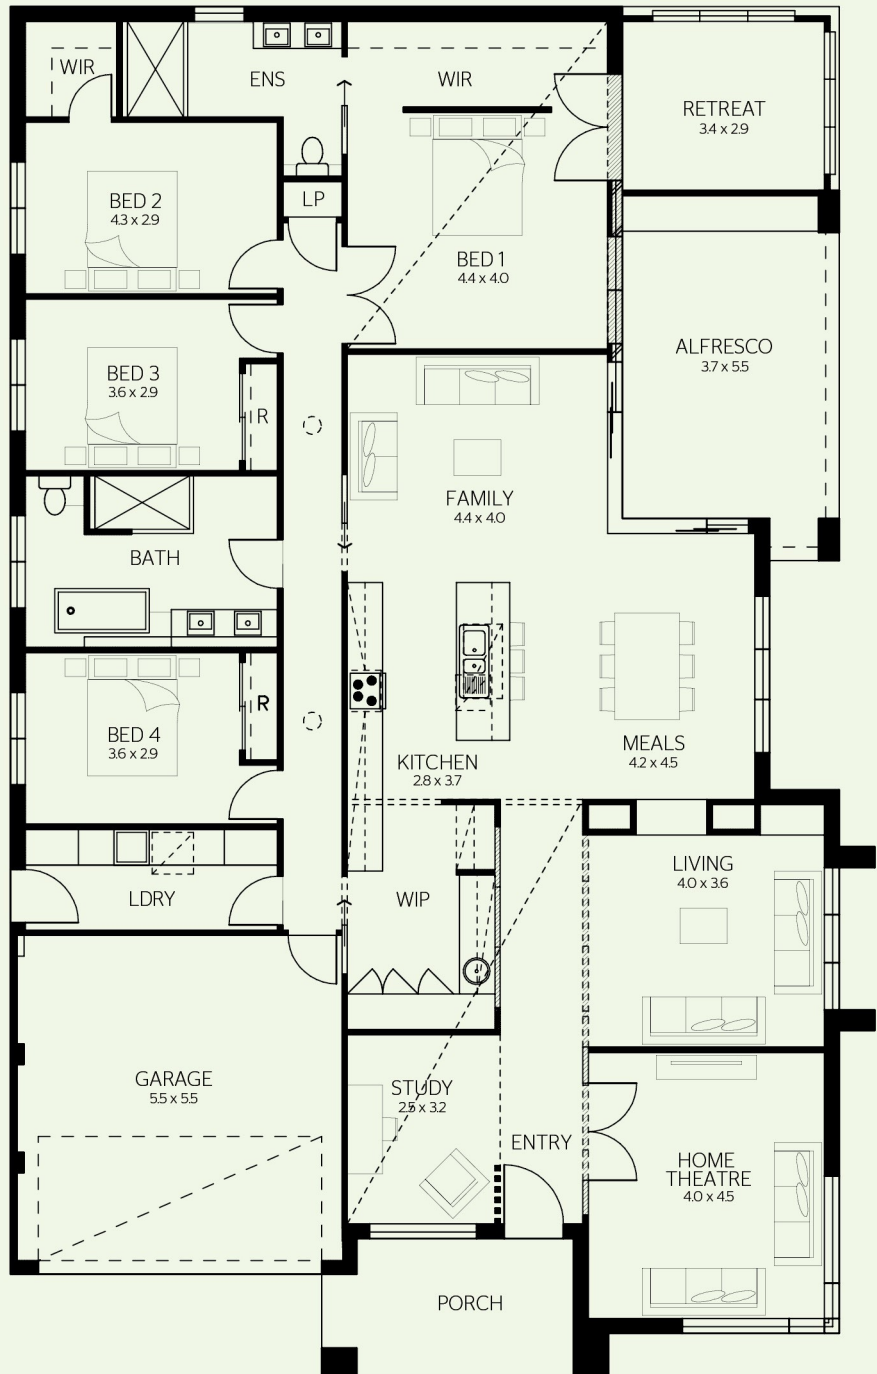 WIR
ENS
WIR
RETREAT
3.4 x 2.9
BED 2
4.3 x 2.9
LP
BED 1
4.4 x 4.0
BED 3
3.6 x 2.9
R
ALFRESCO
3.7 x 5.5
FAMILY
4.4 x 4.0
BATH
BED 4
3.6 x 2.9
R
KITCHEN
2.8 x 3.7
MEALS
4.2 x 4.5
LDRY
WIP
LIVING
4.0 x 3.6
GARAGE
5.5 x 5.5
STUDY
2.5 x 3.2
ENTRY
HOME
THEATRE
4.0 x 4.5
PORCH